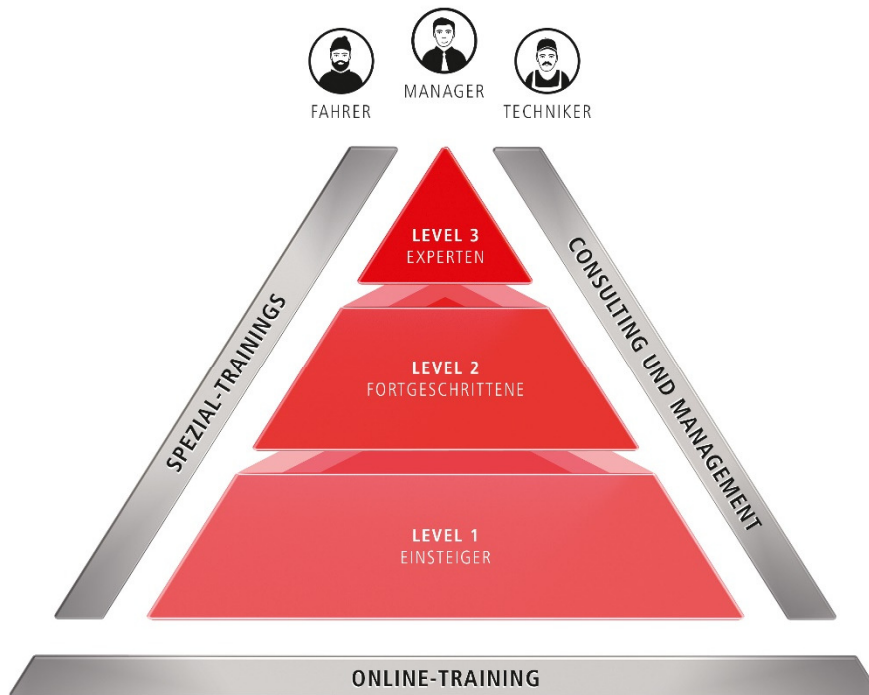 MANAGER
FAHRER
TECHNIKER
LEVEL 3
EXPERTEN
SPEZIAL-TRAININGS
CONSULTING UND MANAGEMENT
LEVEL 2
FORTGESCHRITTENE
LEVEL 1
EINSTEIGER
ONLINE-TRAINING